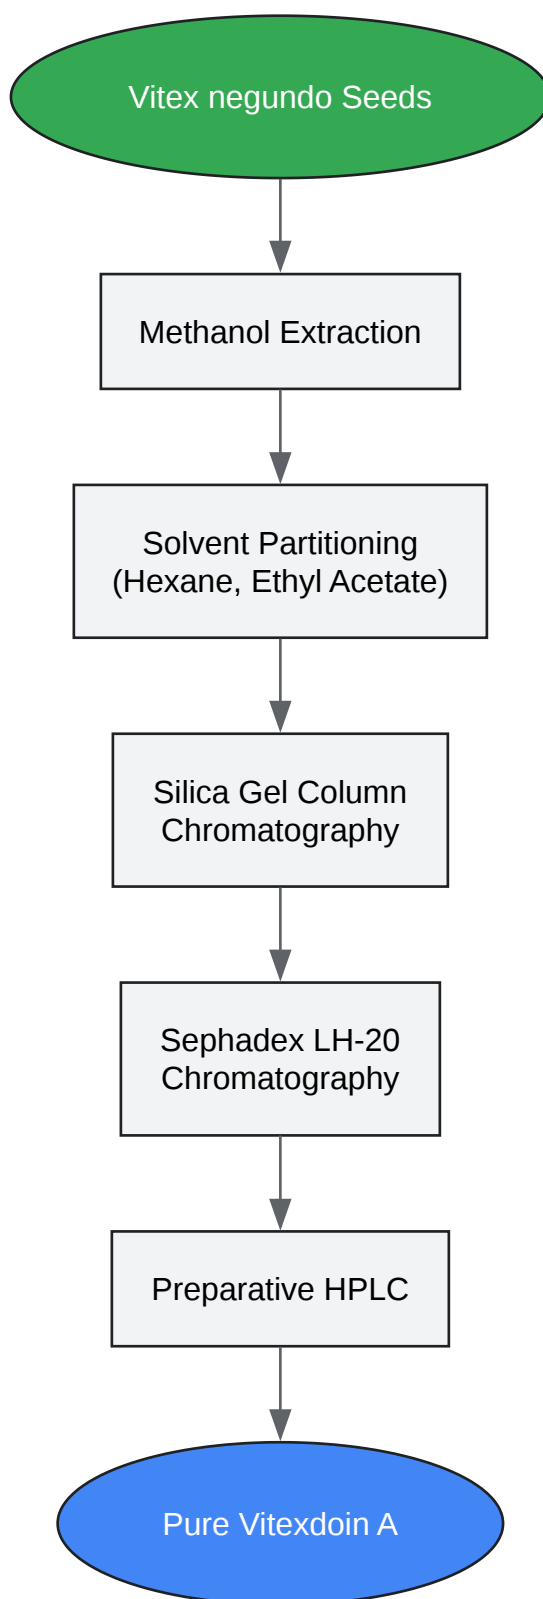 Vitex negundo Seeds
Methanol Extraction
Solvent Partitioning
(Hexane, Ethyl Acetate)
Silica Gel Column
Chromatography
Sephadex LH-20
Chromatography
Preparative HPLC
Pure Vitexdoin A